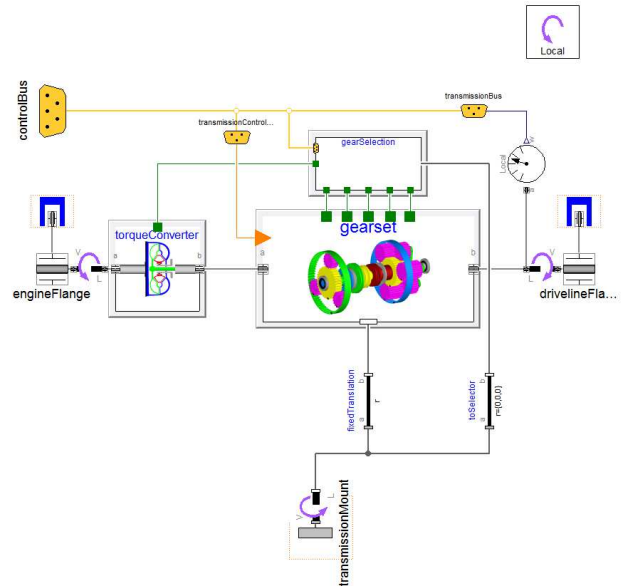 Local
controlBus
transmissionControl...
transmissionBus
gearSelection
Local
w
a
torqueConverter
a
b
gearset
a
b
V
L
engineFlange
V
L
drivelineFla...
fixedTranslation
b
r
a
toSelector
b
r={0,0,0}
a
L
V
transmissionMount